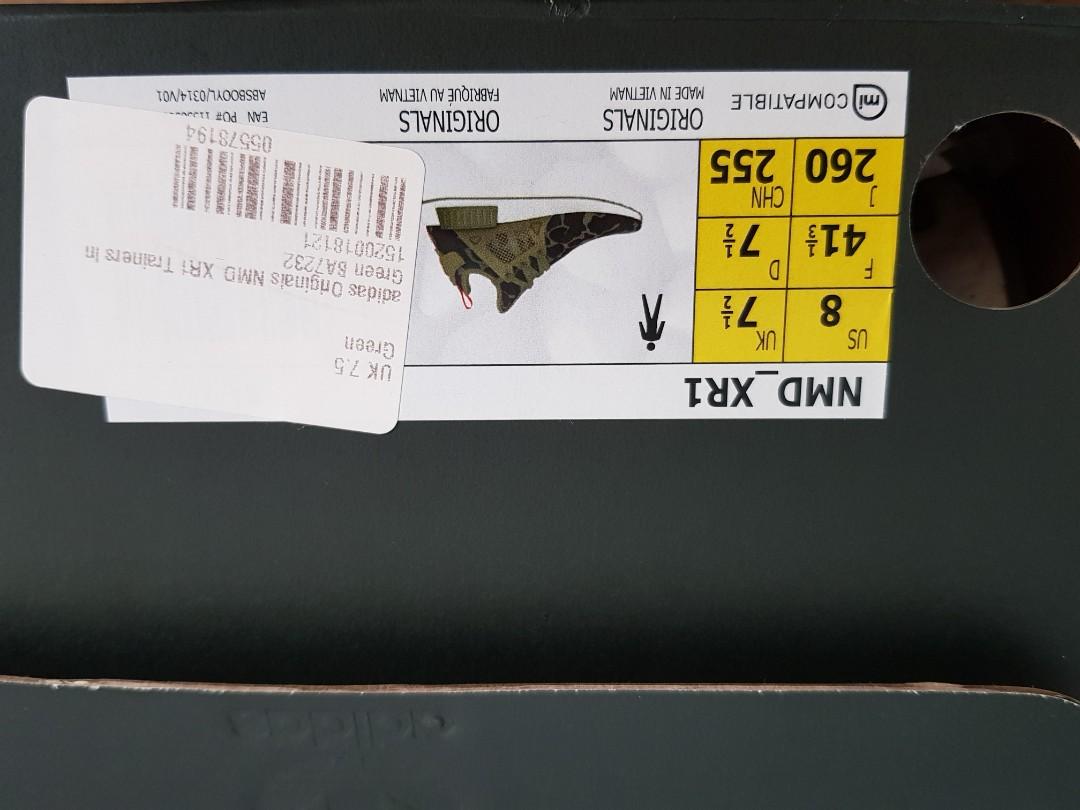 NMD_XR1
US
8
UK
7½
F
41⅓
D
7½
J
260
CHN
255
mi COMPATIBLE
ORIGINALS
MADE IN VIETNAM
ORIGINALS
FABRIQUÉ AU VIETNAM
EAN PO#
ABSBOOYL/0314/V01
UK 7.5
Green
adidas Originals NMD_XR1 Trainers In
Green BA7232
1520018121
05578194
adidas